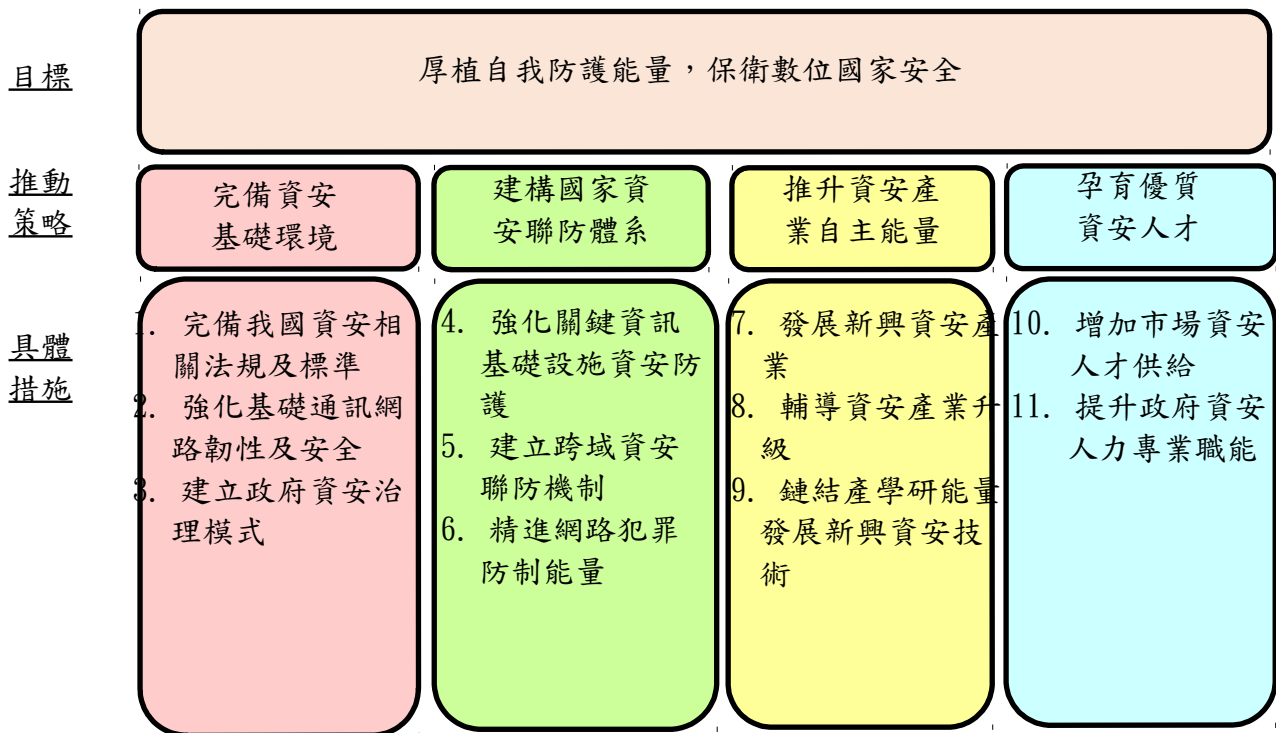 目標
厚植自我防護能量，保衛數位國家安全
推動
策略
完備資安
基礎環境
建構國家資
安聯防體系
推升資安產
業自主能量
孕育優質
資安人才
具體
措施
1. 完備我國資安相
關法規及標準
2. 強化基礎通訊網
路韌性及安全
3. 建立政府資安治
理模式
4. 強化關鍵資訊
基礎設施資安防
護
5. 建立跨域資安
聯防機制
6. 精進網路犯罪
防制能量
7. 發展新興資安產
業
8. 輔導資安產業升
級
9. 鏈結產學研能量
發展新興資安技
術
10. 增加市場資安
人才供給
11. 提升政府資安
人力專業職能